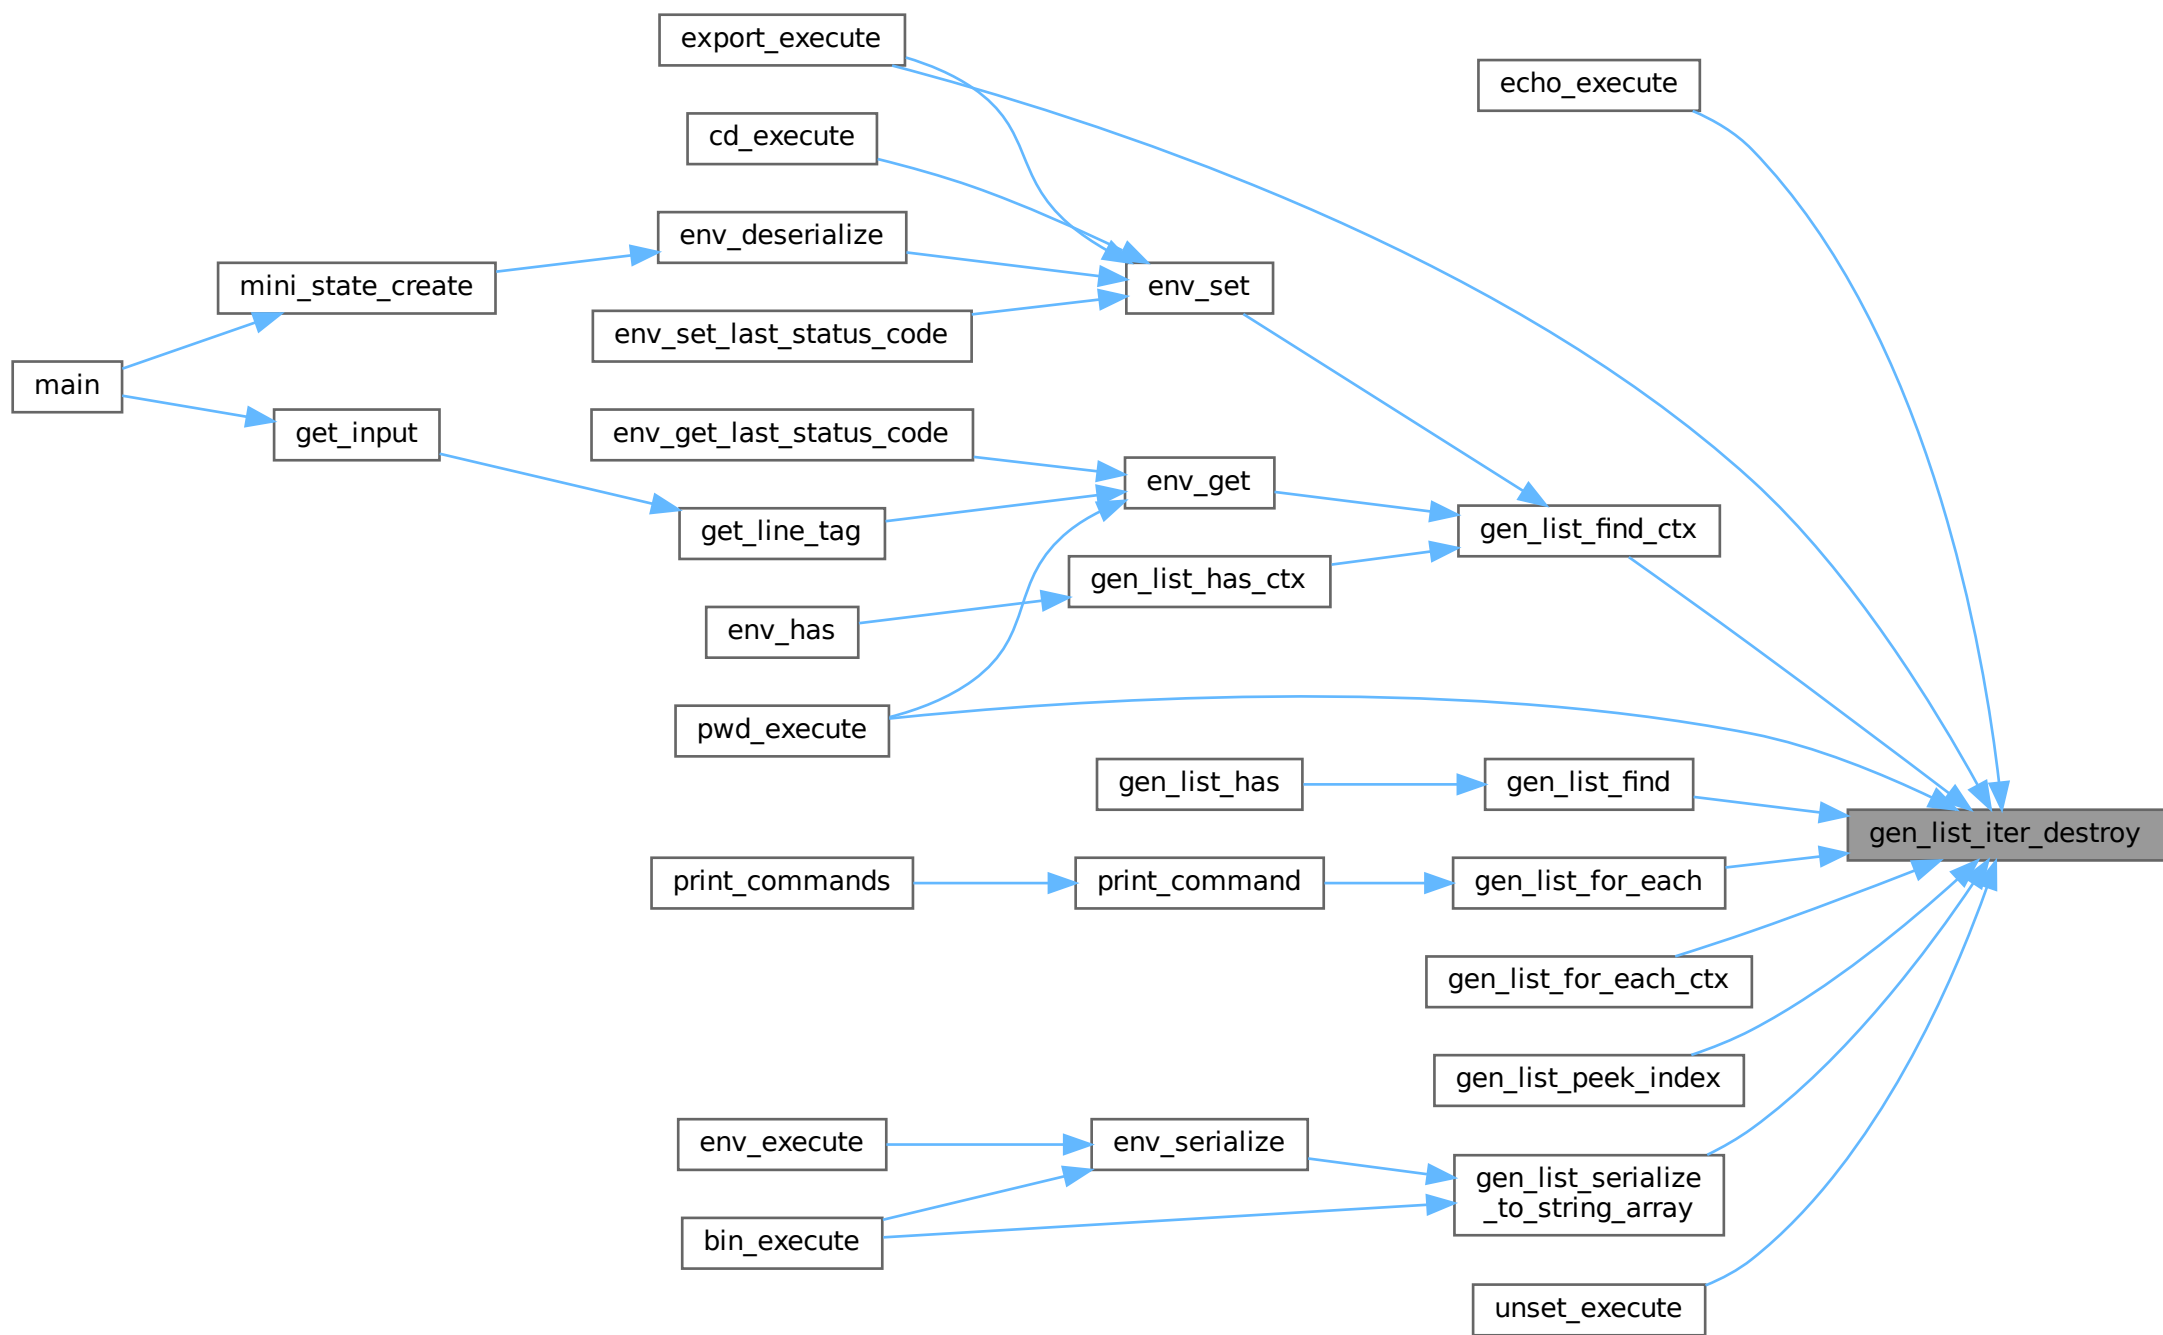 export_execute
echo_execute
cd_execute
env_deserialize
mini_state_create
env_set
env_set_last_status_code
main
get_input
env_get_last_status_code
env_get
get_line_tag
gen_list_find_ctx
gen_list_has_ctx
env_has
pwd_execute
gen_list_has
gen_list_find
gen_list_iter_destroy
print_commands
print_command
gen_list_for_each
gen_list_for_each_ctx
gen_list_peek_index
env_execute
env_serialize
gen_list_serialize
_to_string_array
bin_execute
unset_execute